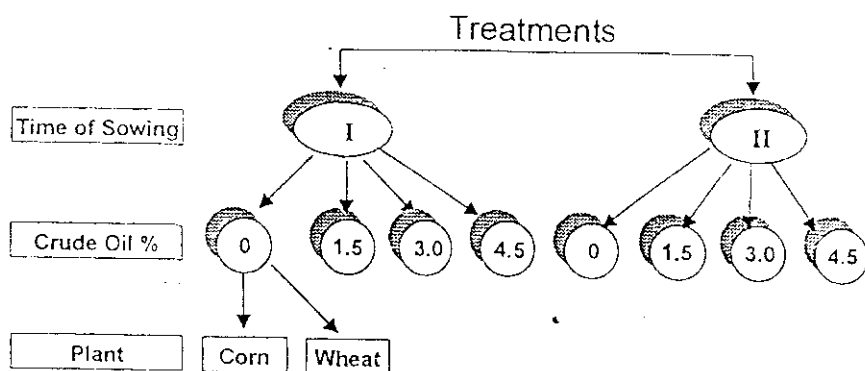 Treatments
Time of Sowing I II
Crude Oil % 0 1.5 3.0 4.5 0 1.5 3.0 4.5
Plant Corn Wheat